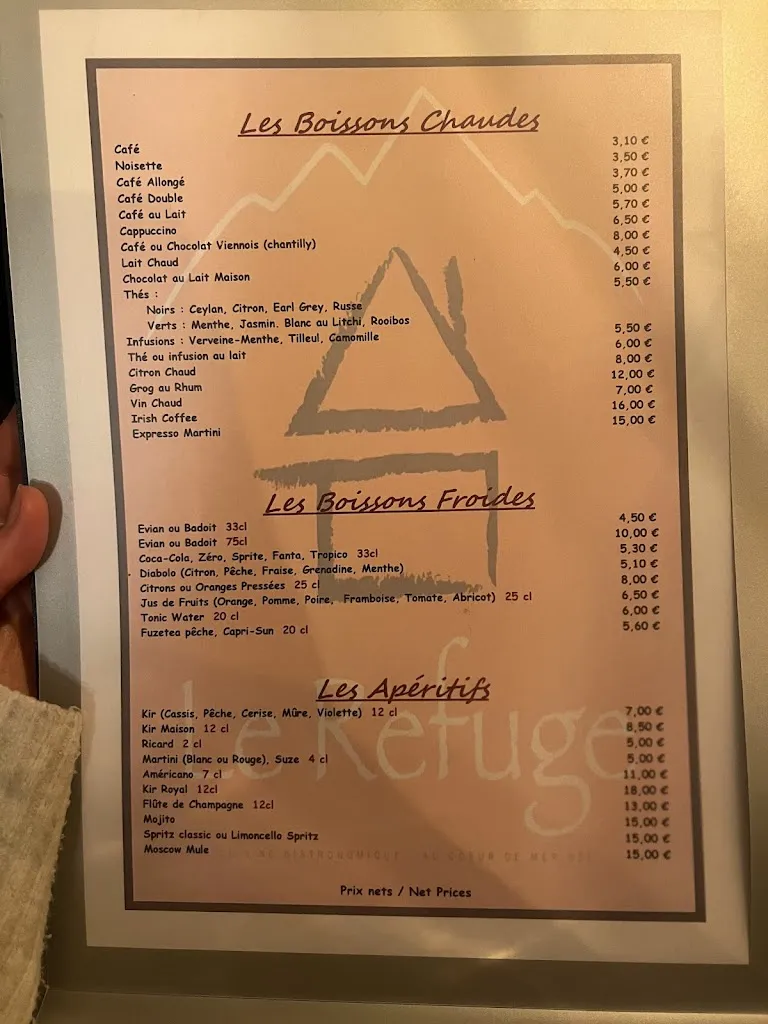 Les Boissons Chaudes
Café 3,10 €
Noisette 3,50 €
Café Allongé 3,70 €
Café Double 5,00 €
Café au Lait 5,70 €
Cappuccino 6,50 €
Café ou Chocolat Viennois (chantilly) 8,00 €
Lait Chaud 4,50 €
Chocolat au Lait Maison 6,00 €
Thés : 5,50 €
Noirs : Ceylan, Citron, Earl Grey, Russe
Verts : Menthe, Jasmin. Blanc au Litchi, Rooibos
Infusions : Verveine-Menthe, Tilleul, Camomille 5,50 €
Thé ou infusion au lait 6,00 €
Citron Chaud 8,00 €
Grog au Rhum 12,00 €
Vin Chaud 7,00 €
Irish Coffee 16,00 €
Expresso Martini 15,00 €
Les Boissons Froides
Evian ou Badoit 33cl 4,50 €
Evian ou Badoit 75cl 10,00 €
Coca-Cola, Zéro, Sprite, Fanta, Tropico 33cl 5,30 €
Diabolo (Citron, Pêche, Fraise, Grenadine, Menthe) 5,10 €
Citrons ou Oranges Pressées 25 cl 8,00 €
Jus de Fruits (Orange, Pomme, Poire, Framboise, Tomate, Abricot) 25 cl 6,50 €
Tonic Water 20 cl 6,00 €
Fuzetea pêche, Capri-Sun 20 cl 5,60 €
Les Apéritifs
Kir (Cassis, Pêche, Cerise, Mûre, Violette) 12 cl 7,00 €
Kir Maison 12 cl 8,50 €
Ricard 2 cl 5,00 €
Martini (Blanc ou Rouge), Suze 4 cl 5,00 €
Américano 7 cl 11,00 €
Kir Royal 12cl 18,00 €
Flûte de Champagne 12cl 13,00 €
Mojito 15,00 €
Spritz classic ou Limoncello Spritz 15,00 €
Moscow Mule 15,00 €
Le Refuge
BISTRONOMIQUE AU COEUR DE
Prix nets / Net Prices